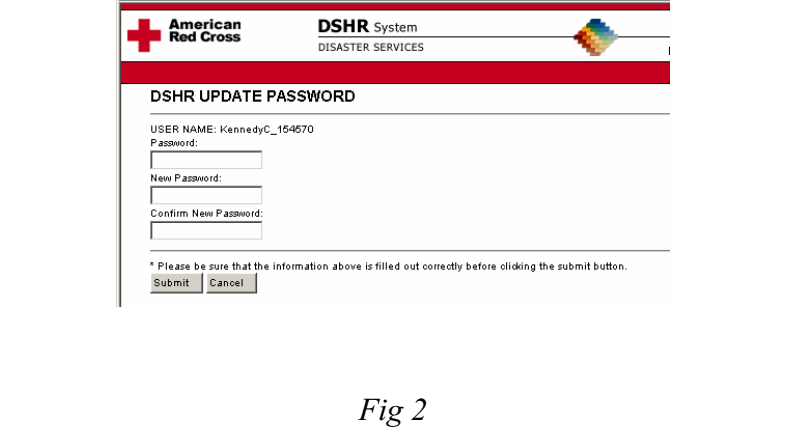 American
Red Cross
DSHR System
DISASTER SERVICES
DSHR UPDATE PASSWORD
USER NAME: KennedyC_154570
Password:
New Password:
Confirm New Password:
* Please be sure that the information above is filled out correctly before clicking the submit button.
Submit Cancel
Fig 2